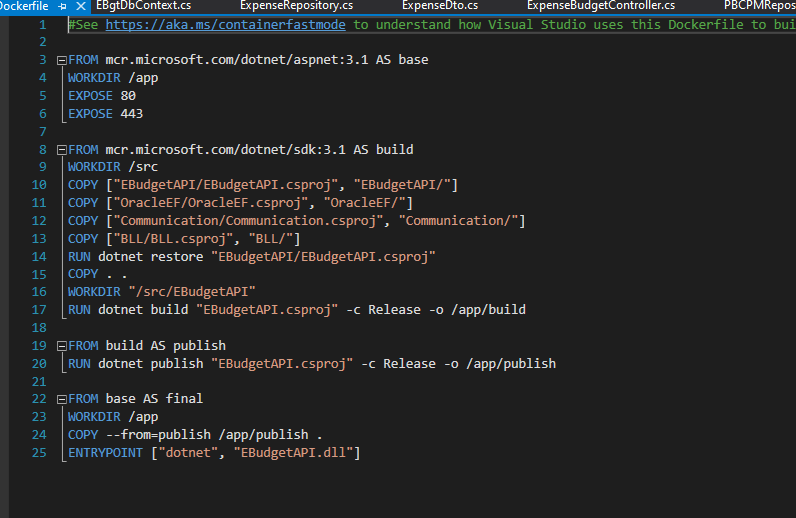 Dockerfile EBgtDbContext.cs ExpenseRepository.cs ExpenseDto.cs ExpenseBudgetController.cs PBCPMRepos
1 #See https://aka.ms/containerfastmode to understand how Visual Studio uses this Dockerfile to bui
2
3 FROM mcr.microsoft.com/dotnet/aspnet:3.1 AS base
4 WORKDIR /app
5 EXPOSE 80
6 EXPOSE 443
7
8 FROM mcr.microsoft.com/dotnet/sdk:3.1 AS build
9 WORKDIR /src
10 COPY ["EBudgetAPI/EBudgetAPI.csproj", "EBudgetAPI/"]
11 COPY ["OracleEF/OracleEF.csproj", "OracleEF/"]
12 COPY ["Communication/Communication.csproj", "Communication/"]
13 COPY ["BLL/BLL.csproj", "BLL/"]
14 RUN dotnet restore "EBudgetAPI/EBudgetAPI.csproj"
15 COPY . .
16 WORKDIR "/src/EBudgetAPI"
17 RUN dotnet build "EBudgetAPI.csproj" -c Release -o /app/build
18
19 FROM build AS publish
20 RUN dotnet publish "EBudgetAPI.csproj" -c Release -o /app/publish
21
22 FROM base AS final
23 WORKDIR /app
24 COPY --from=publish /app/publish .
25 ENTRYPOINT ["dotnet", "EBudgetAPI.dll"]